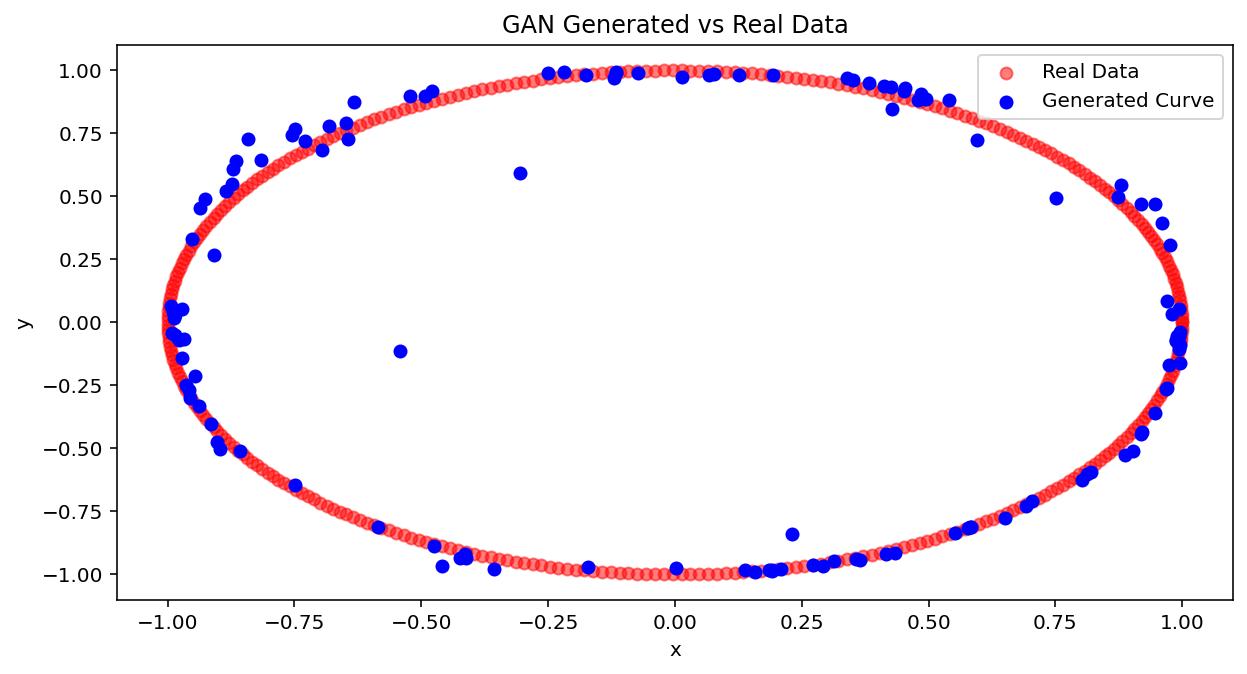 GAN Generated vs Real Data
Real Data
Generated Curve
1.00
0.75
0.50
0.25
0.00
−0.25
−0.50
−0.75
−1.00
y
−1.00 −0.75 −0.50 −0.25 0.00 0.25 0.50 0.75 1.00
x